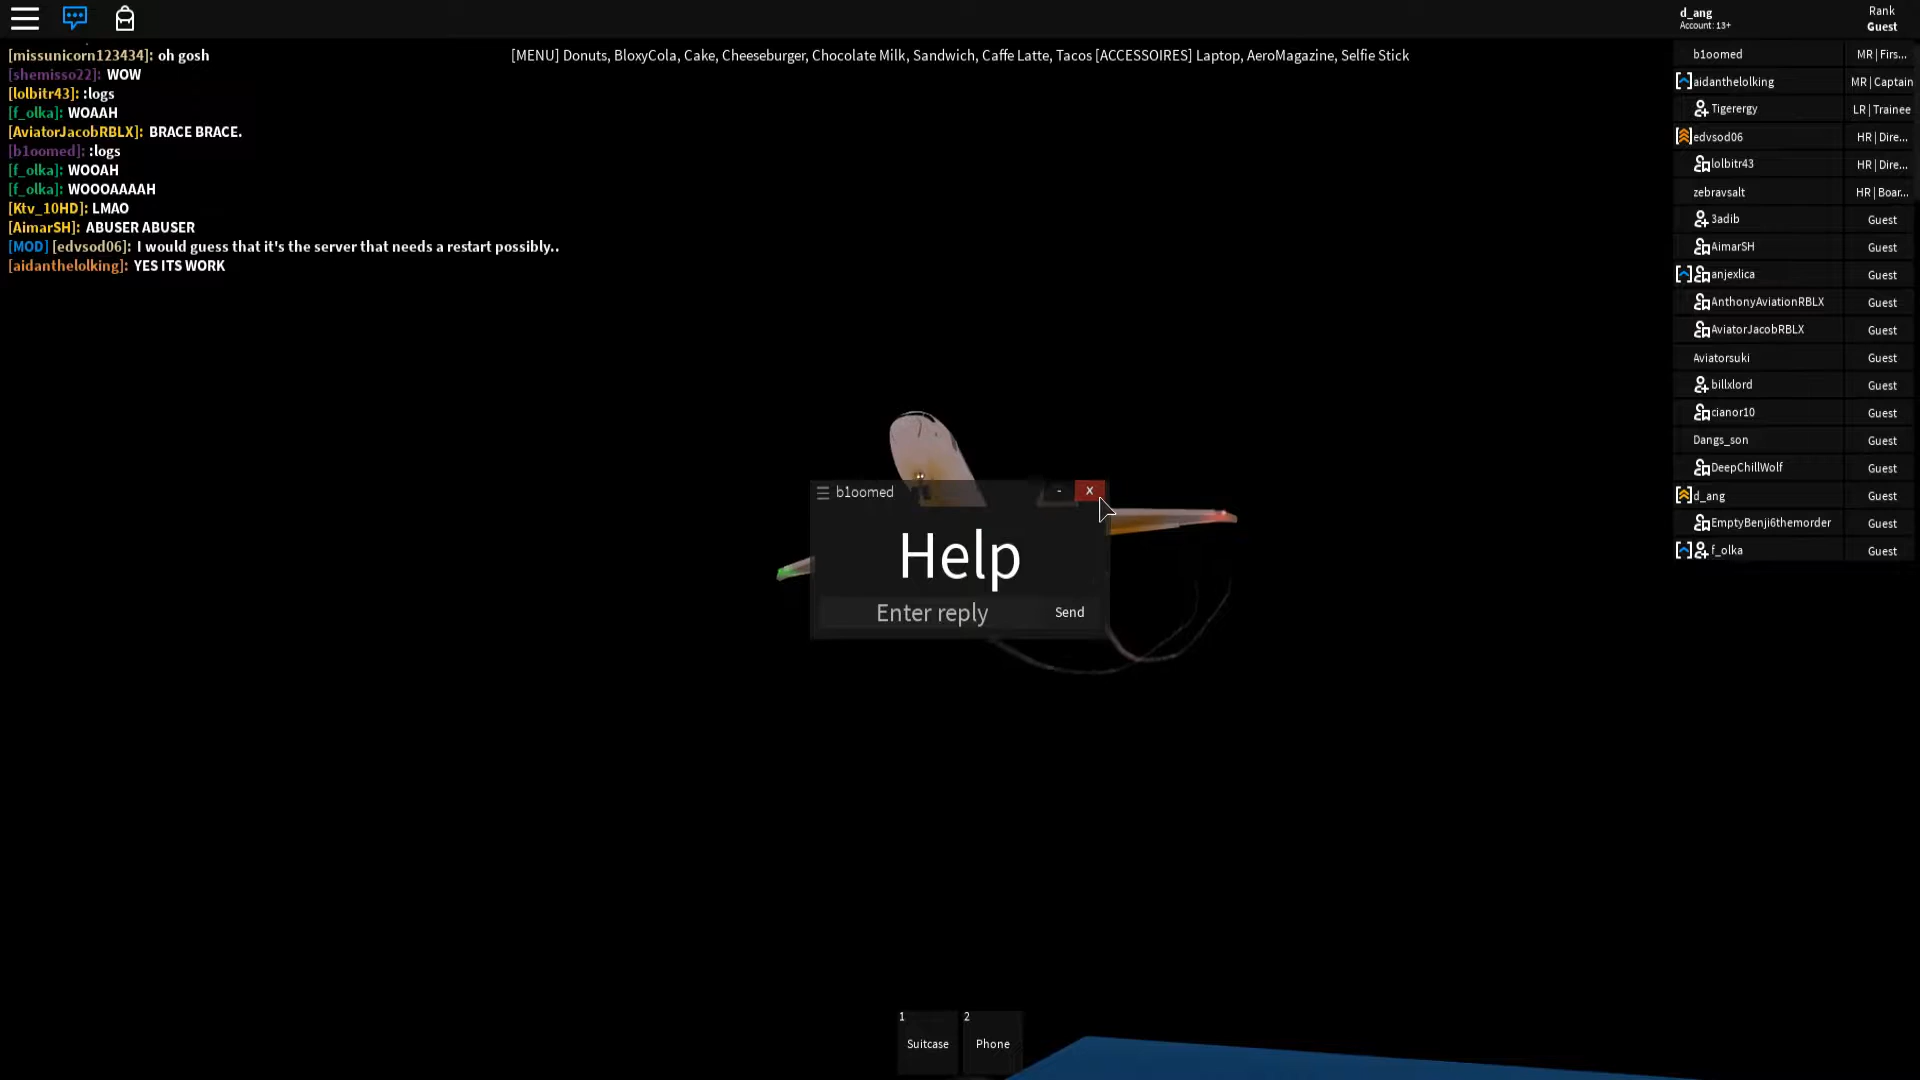 [missunicorn123434]: oh gosh
[shemisso22]: WOW
[lolbitr43]: :logs
[f_olka]: WOAAH
[AviatorJacobRBLX]: BRACE BRACE.
[b1oomed]: :logs
[f_olka]: WOOAH
[f_olka]: WOOOAAAAH
[Ktv_10HD]: LMAO
[AimarSH]: ABUSER ABUSER
[MOD] [edvsod06]: I would guess that it's the server that needs a restart possibly..
[aidanthelolking]: YES ITS WORK
[MENU] Donuts, BloxyCola, Cake, Cheeseburger, Chocolate Milk, Sandwich, Caffe Latte, Tacos [ACCESSOIRES] Laptop, AeroMagazine, Selfie Stick
b1oomed - X
Help
Enter reply Send
1 2
Suitcase Phone
d_ang Rank
Account: 13+ Guest
b1oomed MR | Firs...
aidanthelolking MR | Captain
Tigerergy LR | Trainee
edvsod06 HR | Dire...
lolbitr43 HR | Dire...
zebravsalt HR | Boar...
3adib Guest
AimarSH Guest
anjexlica Guest
AnthonyAviationRBLX Guest
AviatorJacobRBLX Guest
Aviatorsuki Guest
billxlord Guest
cianor10 Guest
Dangs_son Guest
DeepChillWolf Guest
d_ang Guest
EmptyBenji6themorder Guest
f_olka Guest